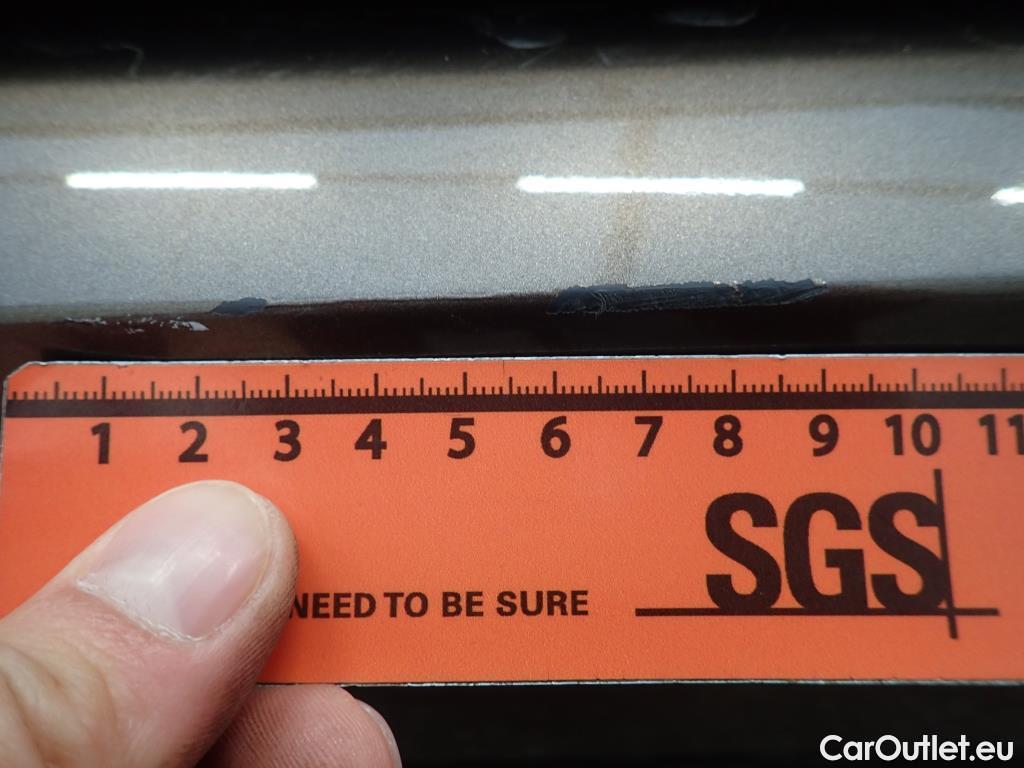 1 2 3 4 5 6 7 8 9 10 11
SGS
NEED TO BE SURE
CarOutlet.eu